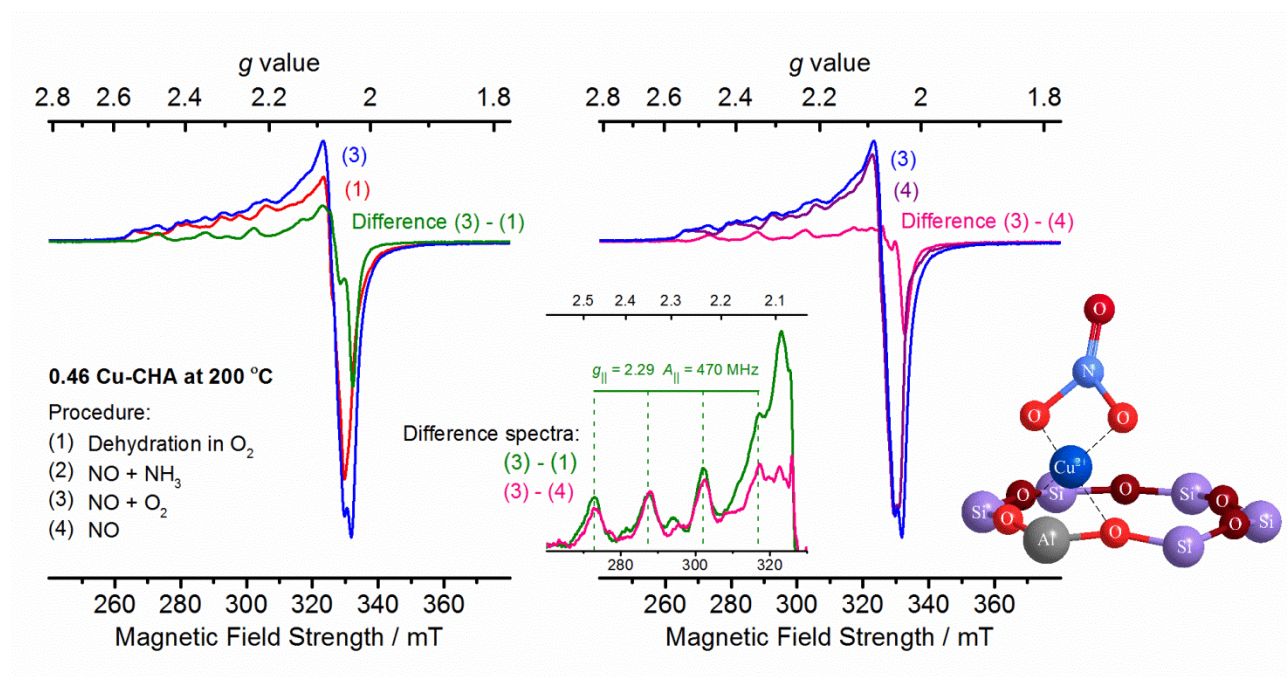 g value
2.8 2.6 2.4 2.2 2 1.8
(3)
(1)
Difference (3) - (1)
0.46 Cu-CHA at 200 °C
Procedure:
(1) Dehydration in O₂
(2) NO + NH₃
(3) NO + O₂
(4) NO
260 280 300 320 340 360
Magnetic Field Strength / mT
g value
2.8 2.6 2.4 2.2 2 1.8
(3)
(4)
Difference (3) - (4)
2.5 2.4 2.3 2.2 2.1
g|| = 2.29 A|| = 470 MHz
Difference spectra:
(3) - (1)
(3) - (4)
280 300 320
260 280 300 320 340 360
Magnetic Field Strength / mT
O
N
O O
Cu²⁺
O Si O Si O
Si O O Si
Al O Si